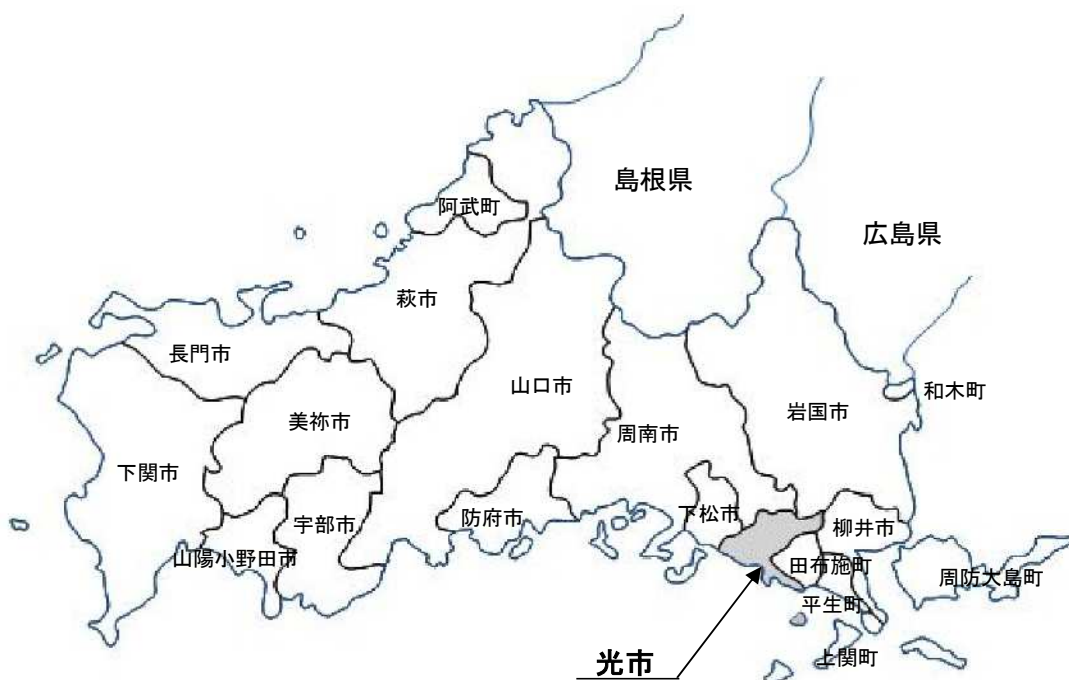 島根県
広島県
阿武町
萩市
長門市
山口市
和木町
岩国市
美祢市
周南市
下関市
宇部市
防府市
下松市
柳井市
山陽小野田市
田布施町
周防大島町
平生町
光市
上関町